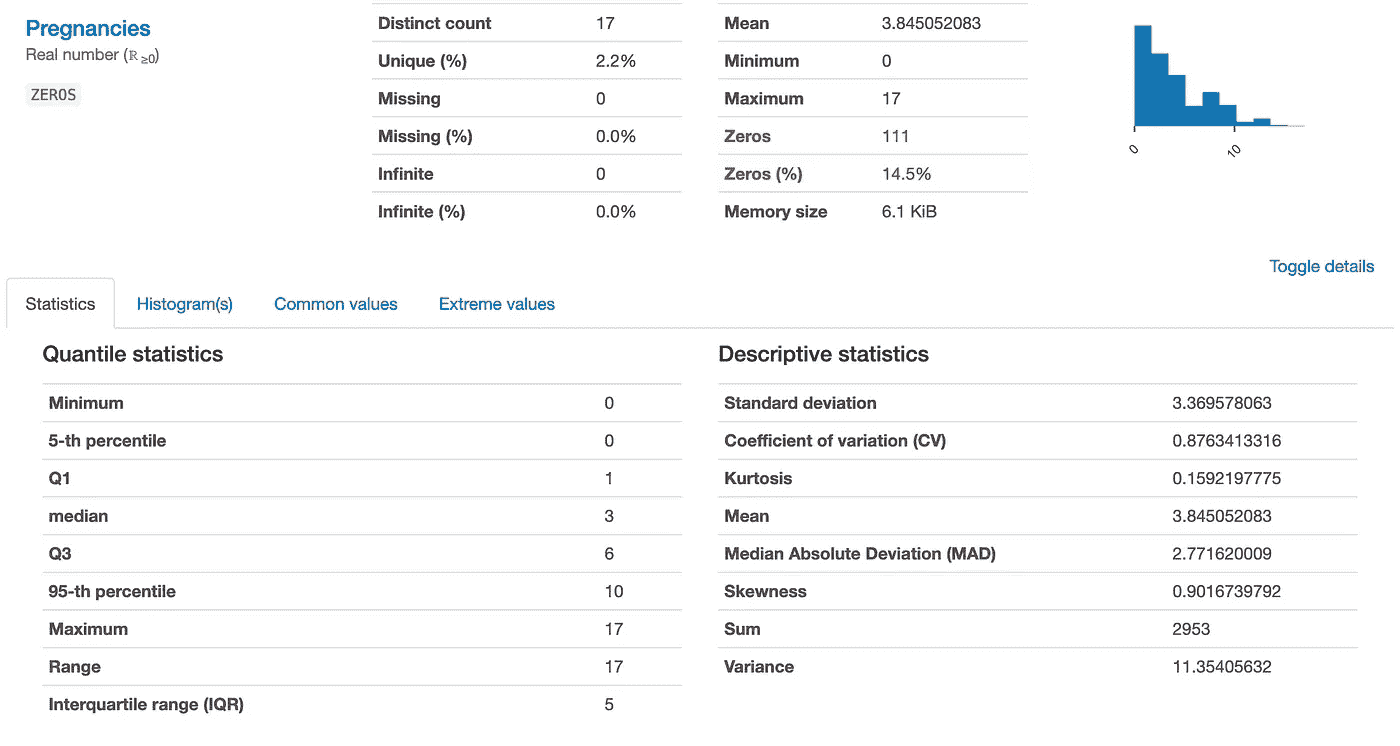 Pregnancies
Real number (ℝ ≥0)
ZEROS
Distinct count 17
Unique (%) 2.2%
Missing 0
Missing (%) 0.0%
Infinite 0
Infinite (%) 0.0%
Mean 3.845052083
Minimum 0
Maximum 17
Zeros 111
Zeros (%) 14.5%
Memory size 6.1 KiB
0 10
Toggle details
Statistics Histogram(s) Common values Extreme values
Quantile statistics
Minimum 0
5-th percentile 0
Q1 1
median 3
Q3 6
95-th percentile 10
Maximum 17
Range 17
Interquartile range (IQR) 5
Descriptive statistics
Standard deviation 3.369578063
Coefficient of variation (CV) 0.8763413316
Kurtosis 0.1592197775
Mean 3.845052083
Median Absolute Deviation (MAD) 2.771620009
Skewness 0.9016739792
Sum 2953
Variance 11.35405632